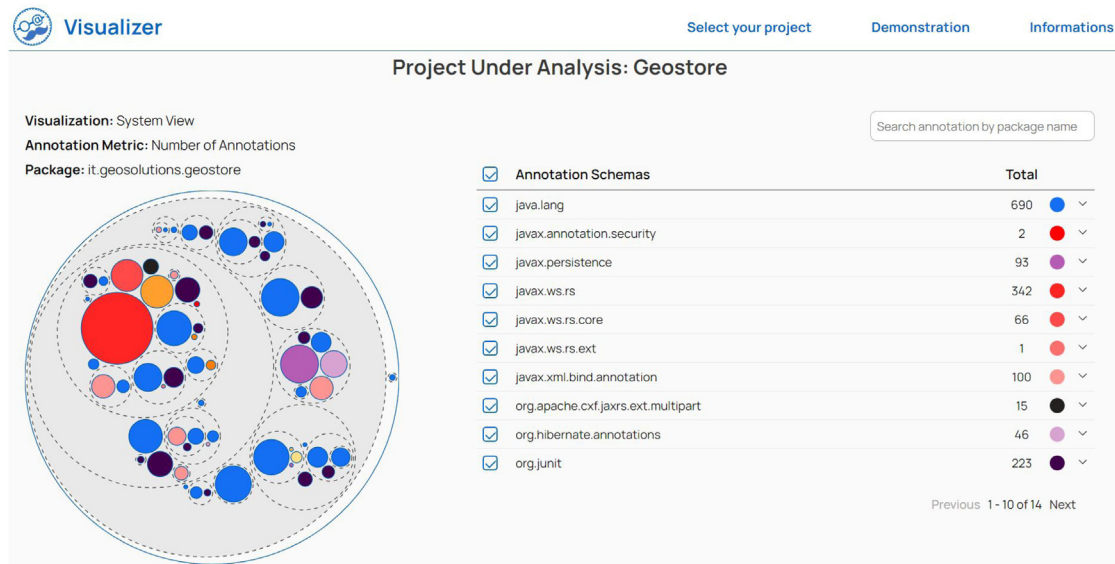 Visualizer
Select your project Demonstration Informations
Project Under Analysis: Geostore
Visualization: System View
Annotation Metric: Number of Annotations
Package: it.geosolutions.geostore
Search annotation by package name
Annotation Schemas Total
java.lang 690
javax.annotation.security 2
javax.persistence 93
javax.ws.rs 342
javax.ws.rs.core 66
javax.ws.rs.ext 1
javax.xml.bind.annotation 100
org.apache.cxf.jaxrs.ext.multipart 15
org.hibernate.annotations 46
org.junit 223
Previous 1 - 10 of 14 Next